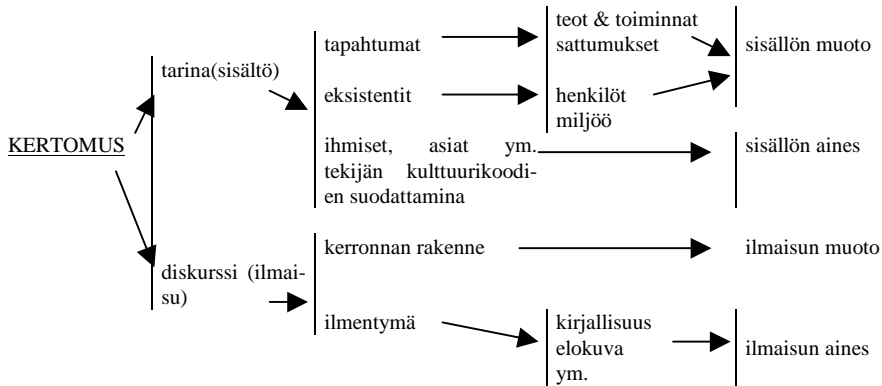 KERTOMUS
tarina(sisältö)
diskurssi (ilmai-
su)
tapahtumat
eksistentit
ihmiset, asiat ym.
tekijän kulttuurikoodi-
en suodattamina
kerronnan rakenne
ilmentymä
teot & toiminnat
sattumukset
henkilöt
miljöö
kirjallisuus
elokuva
ym.
sisällön muoto
sisällön aines
ilmaisun muoto
ilmaisun aines